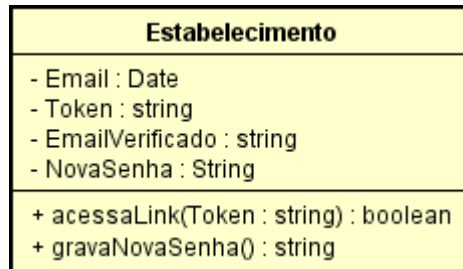 Estabelecimento
- Email : Date
- Token : string
- EmailVerificado : string
- NovaSenha : String
+ acessaLink(Token : string) : boolean
+ gravaNovaSenha() : string